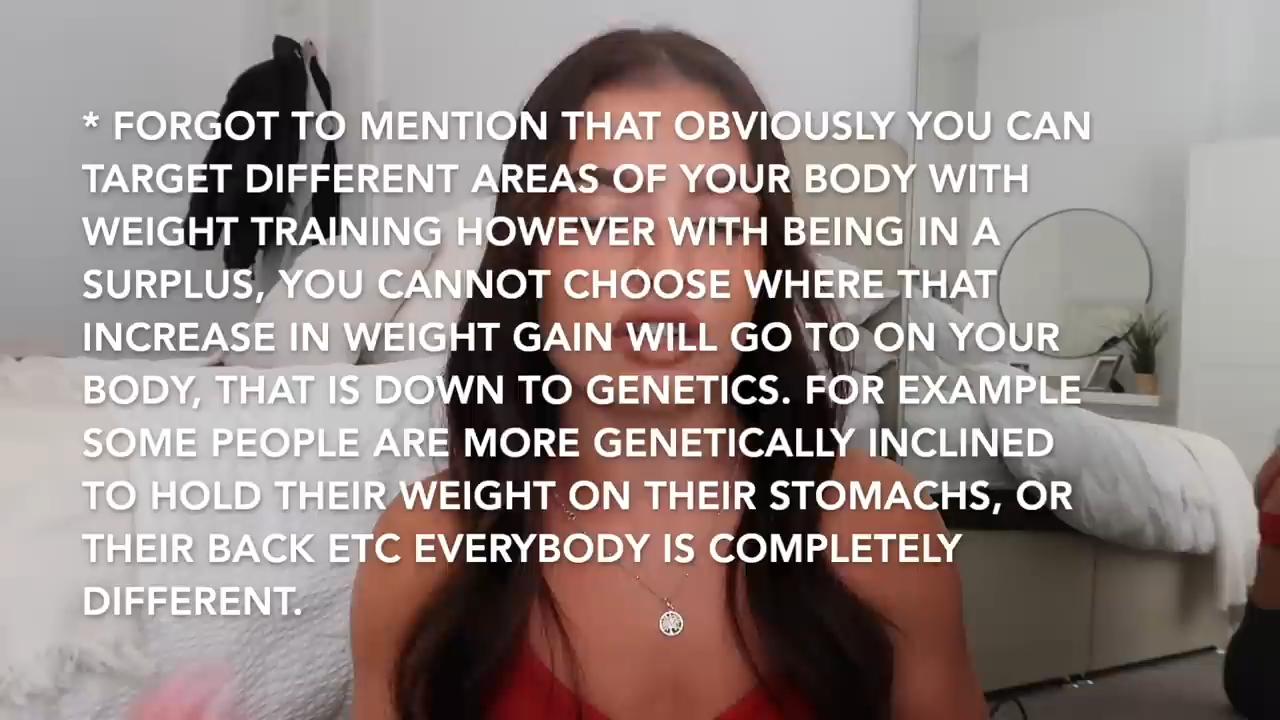 * FORGOT TO MENTION THAT OBVIOUSLY YOU CAN
TARGET DIFFERENT AREAS OF YOUR BODY WITH
WEIGHT TRAINING HOWEVER WITH BEING IN A
SURPLUS, YOU CANNOT CHOOSE WHERE THAT
INCREASE IN WEIGHT GAIN WILL GO TO ON YOUR
BODY, THAT IS DOWN TO GENETICS. FOR EXAMPLE
SOME PEOPLE ARE MORE GENETICALLY INCLINED
TO HOLD THEIR WEIGHT ON THEIR STOMACHS, OR
THEIR BACK ETC EVERYBODY IS COMPLETELY
DIFFERENT.